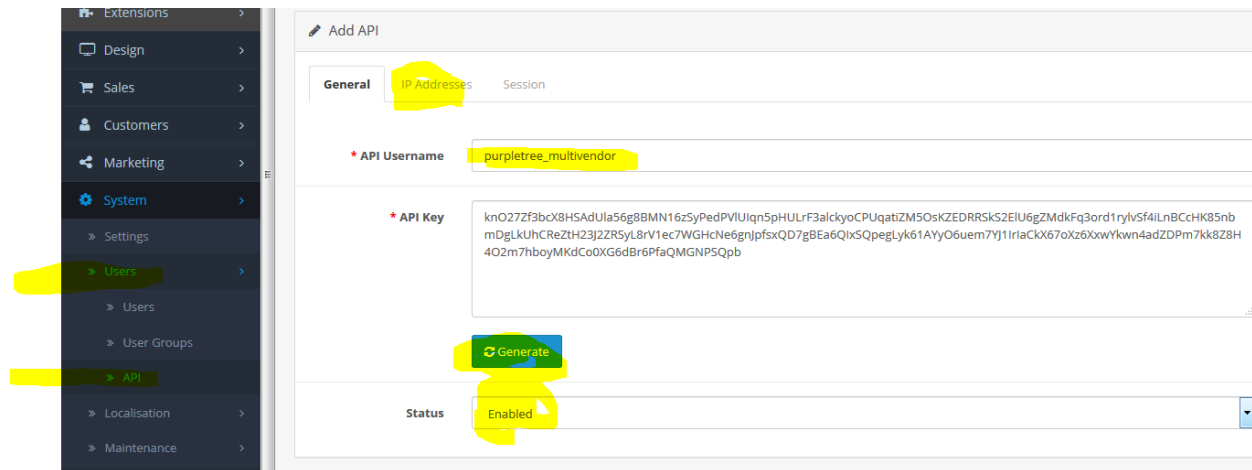 Extensions
Design
Sales
Customers
Marketing
System
Settings
Users
Users
User Groups
API
Localisation
Maintenance
Add API
General IP Addresses Session
* API Username purpletree_multivendor
* API Key
knO27Zf3bcX8HSAdUla56g8BMN16zSyPedPVlUIqn5pHULrF3alckyoCPUqatiZM5OsKZEDRRSkS2ElU6gZMdkFq3ord1rylvSf4iLnBCcHK85nb
mDgLkUhCReZtH23J2ZRSyL8rV1ec7WGHcNe6gnJpfsxQD7gBEa6QIxSQpegLyk61AYyO6uem7YJ1IrIaCkX67oXz6XxwYkwn4adZDPm7kk8Z8H
4O2m7hboyMKdCo0XG6dBr6PfaQMGNPSQpb
Generate
Status Enabled